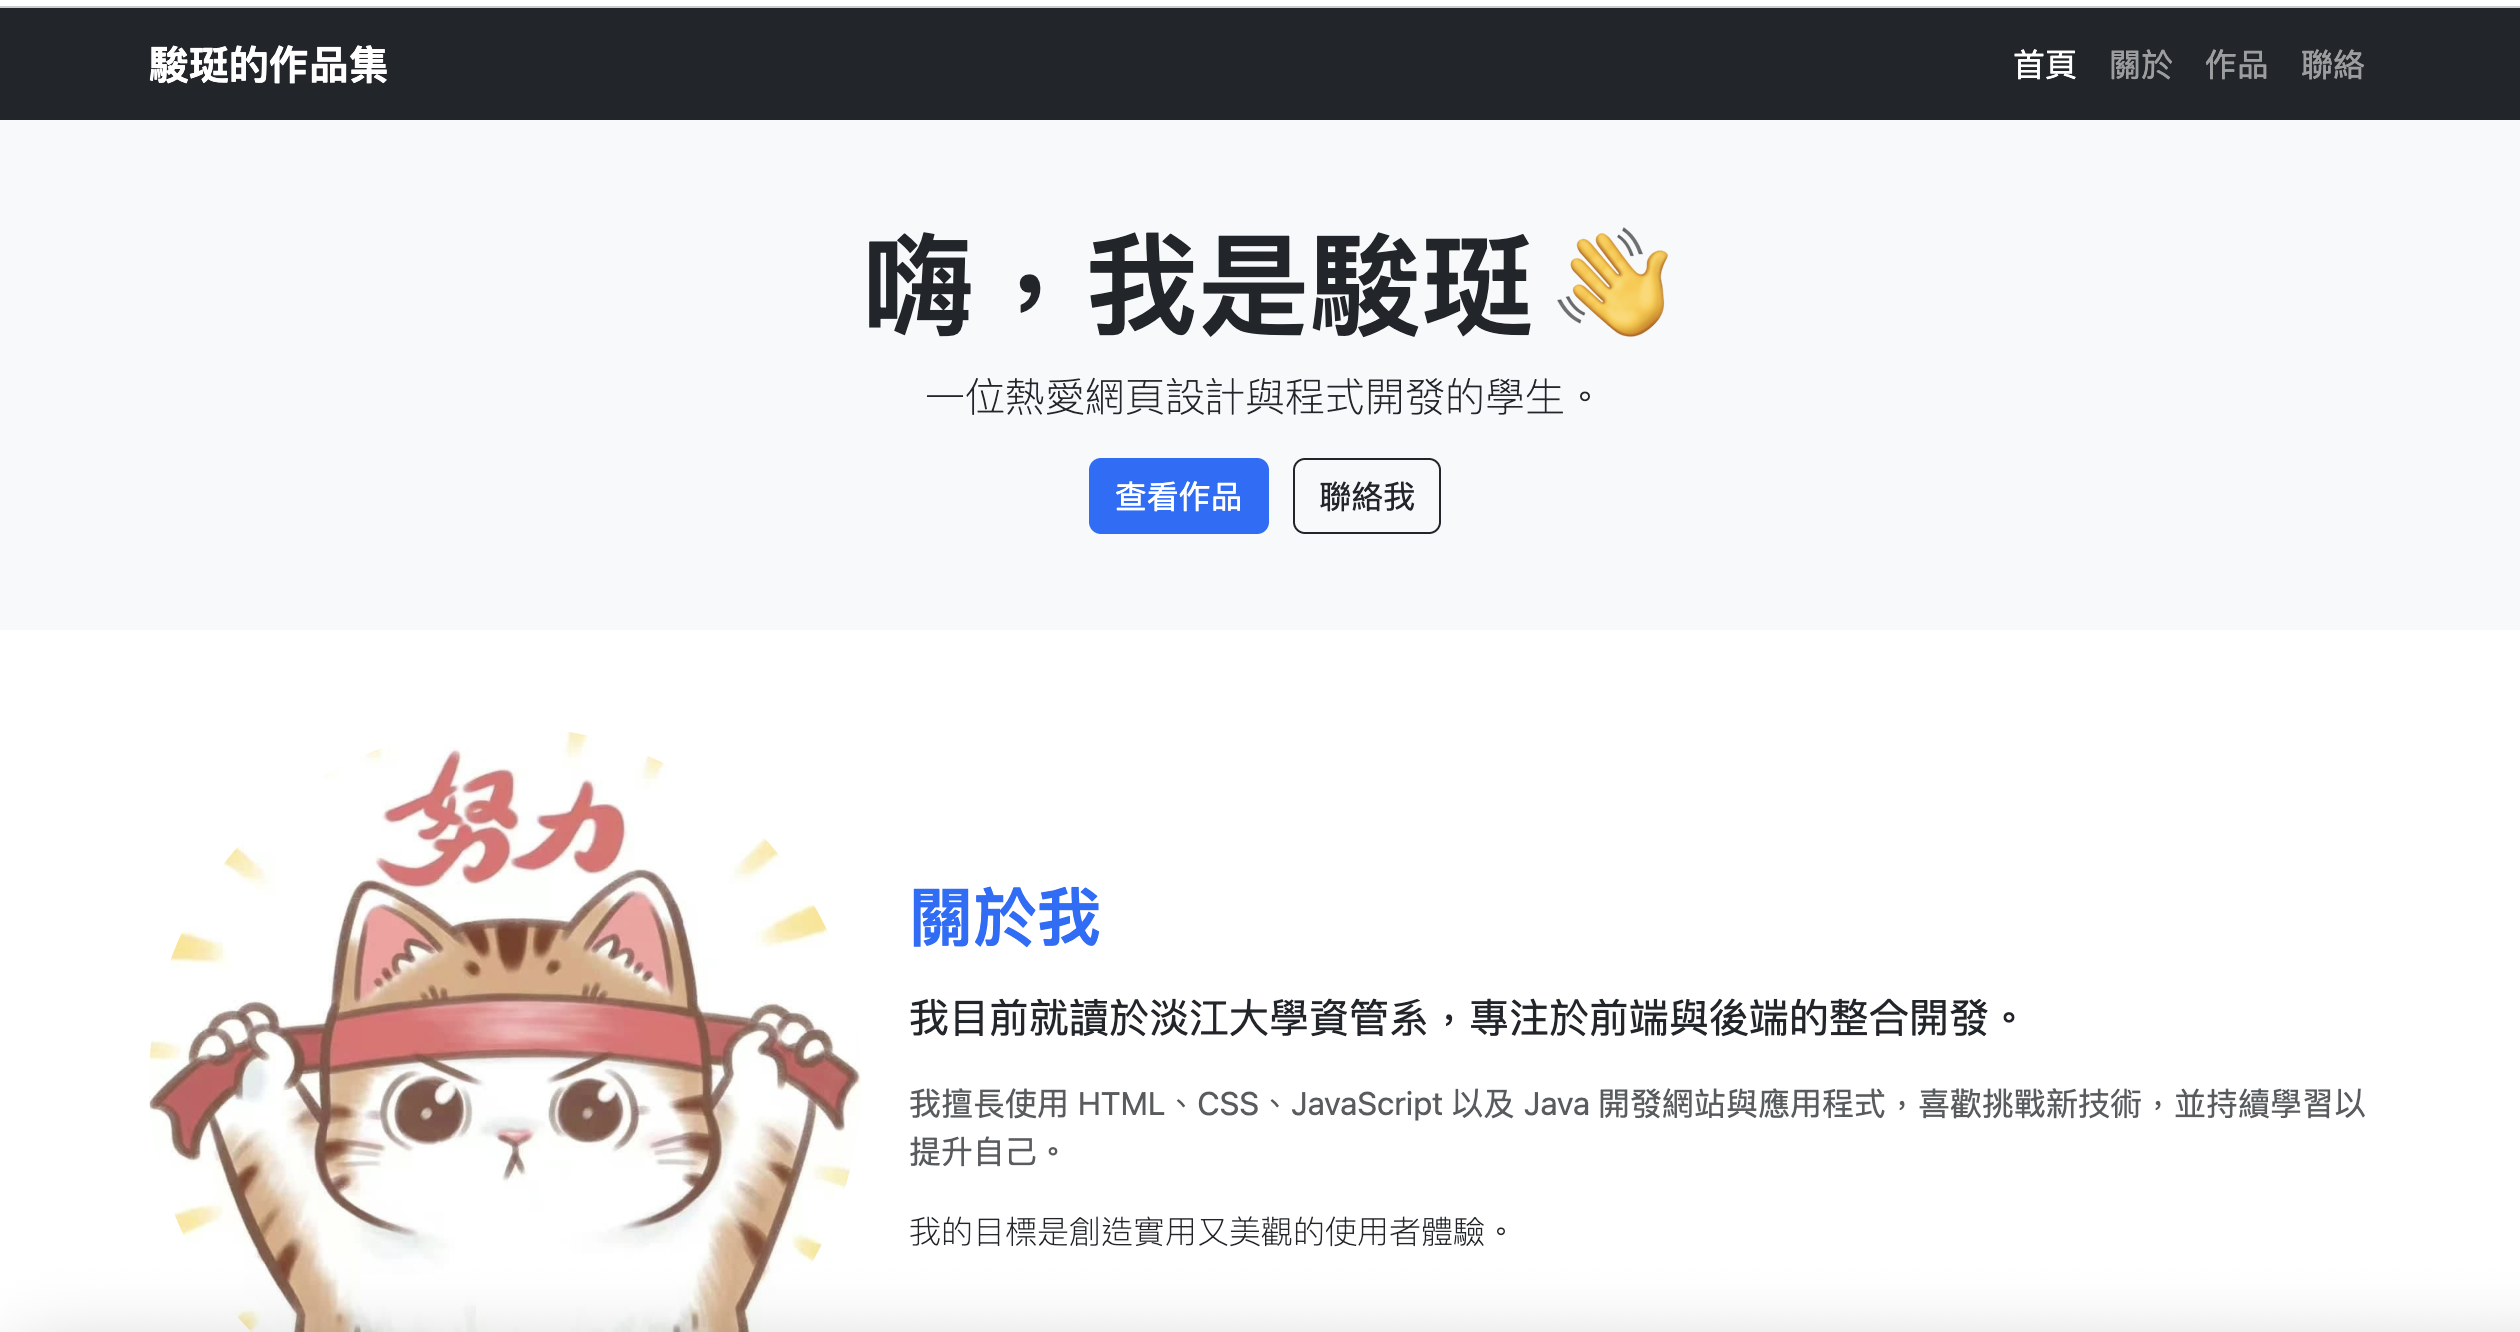 駿珽的作品集
首頁 關於 作品 聯絡
嗨，我是駿珽 👋
一位熱愛網頁設計與程式開發的學生。
查看作品 聯絡我
努力
關於我
我目前就讀於淡江大學資管系，專注於前端與後端的整合開發。
我擅長使用 HTML、CSS、JavaScript 以及 Java 開發網站與應用程式，喜歡挑戰新技術，並持續學習以
提升自己。
我的目標是創造實用又美觀的使用者體驗。